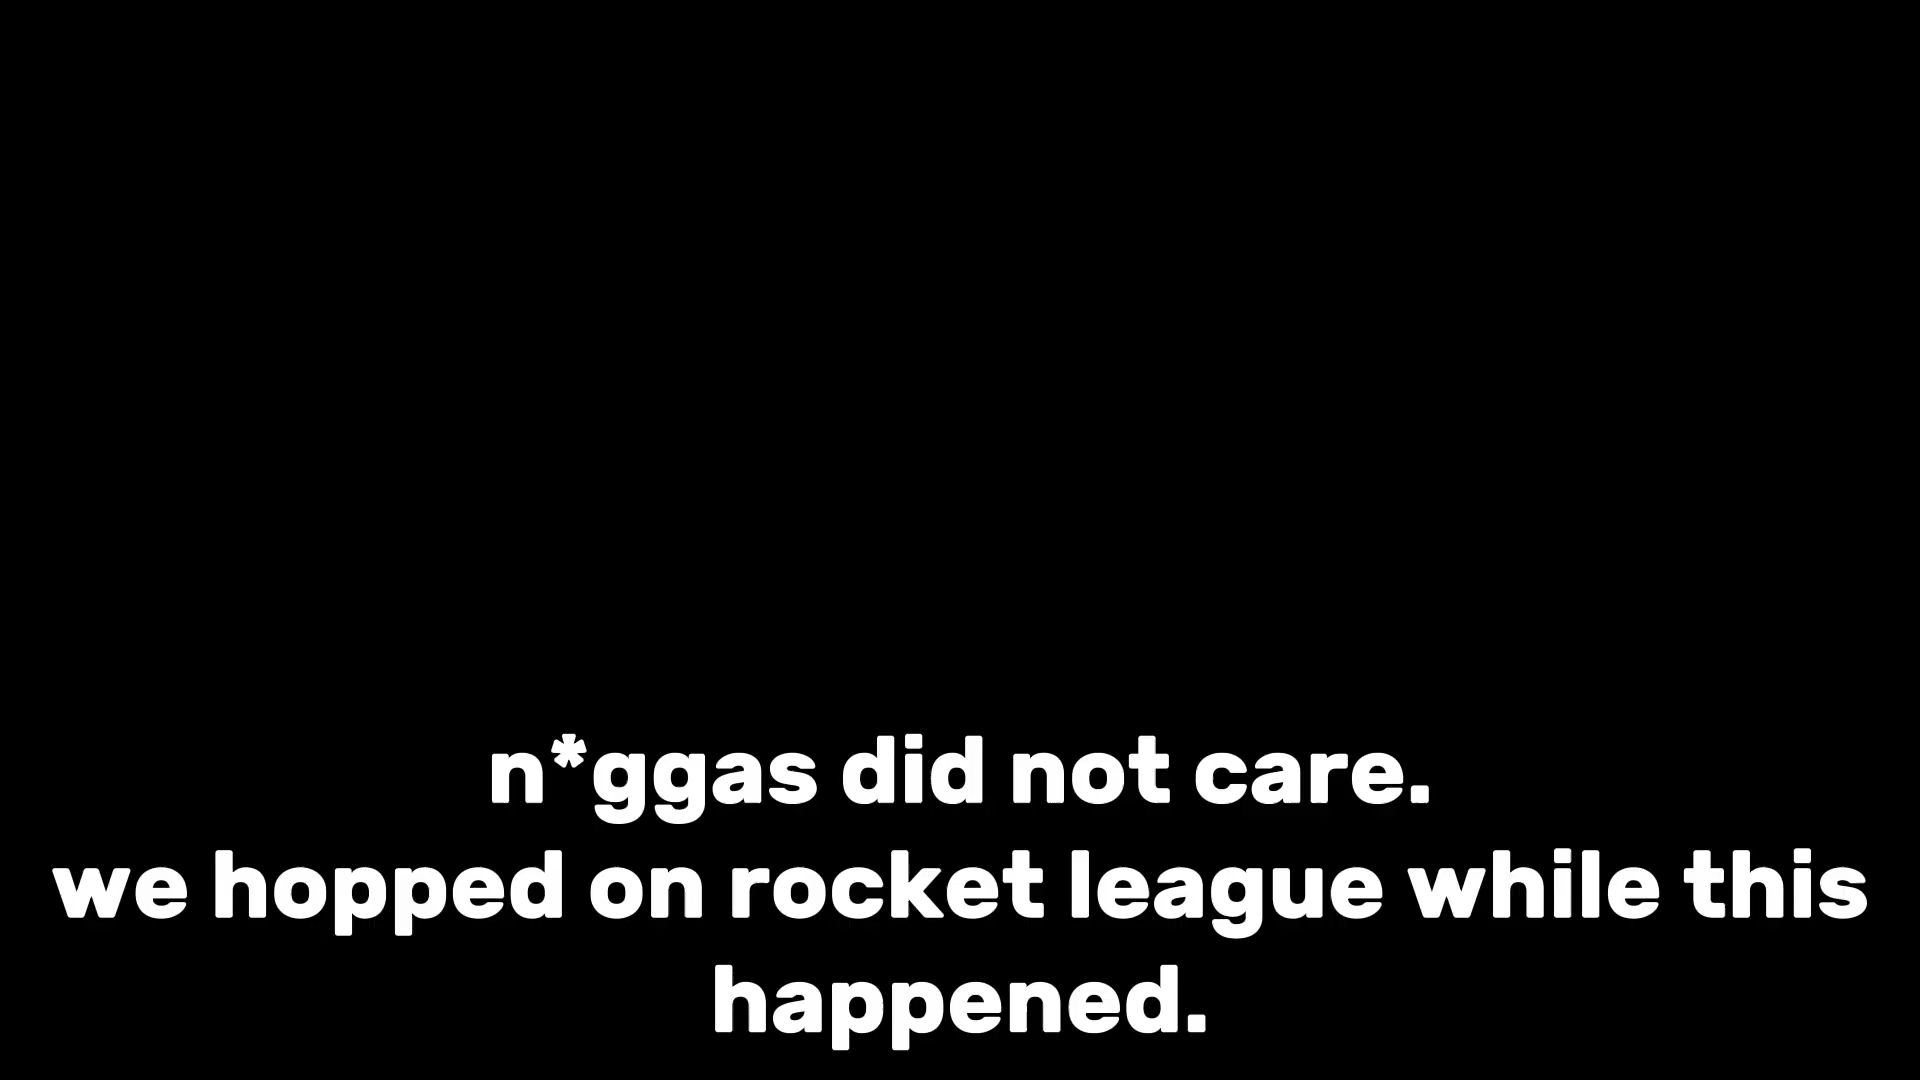 n*ggas did not care.
we hopped on rocket league while this
happened.